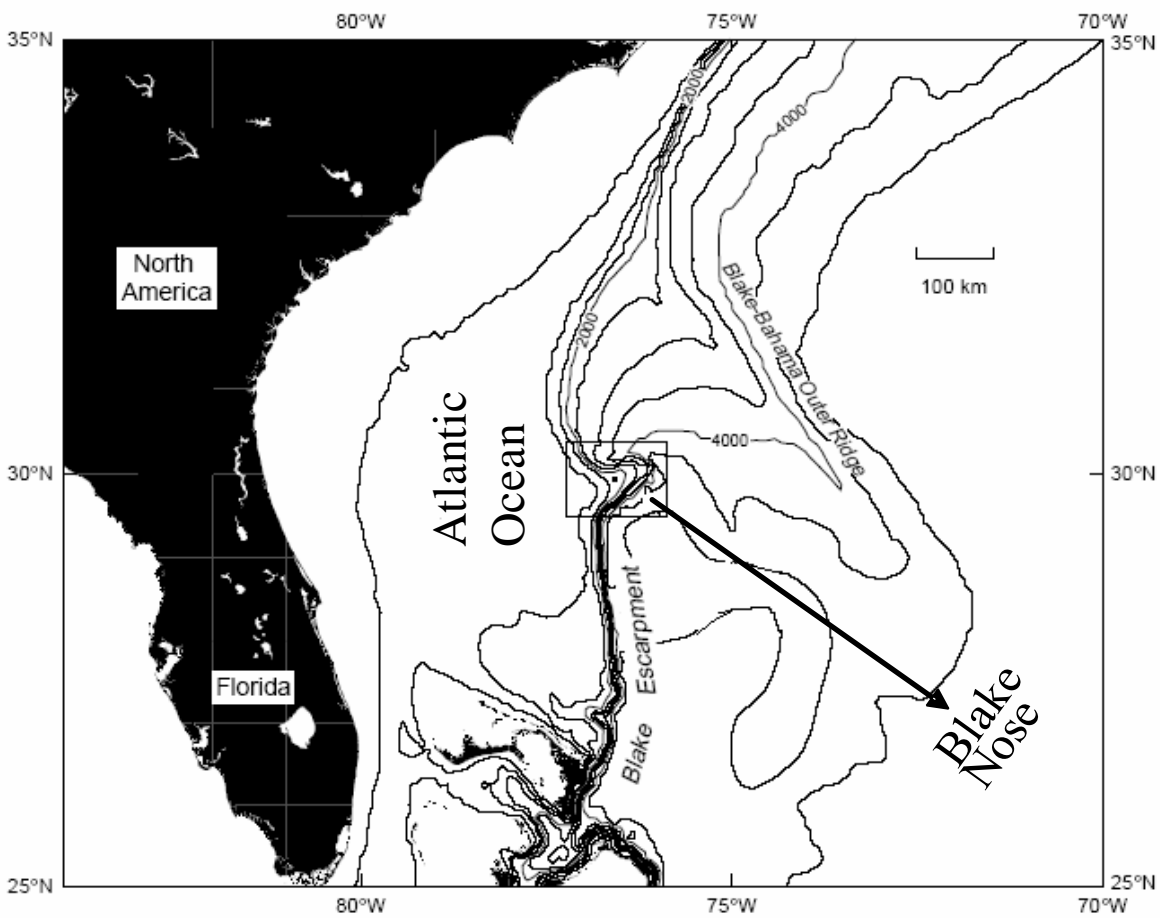 80°W
75°W
70°W
35°N
35°N
2000
4000
North
America
100 km
Blake-Bahama Outer Ridge
2000
Atlantic
Ocean
4000
30°N
30°N
Blake Escarpment
Florida
Blake
Nose
25°N
25°N
80°W
75°W
70°W